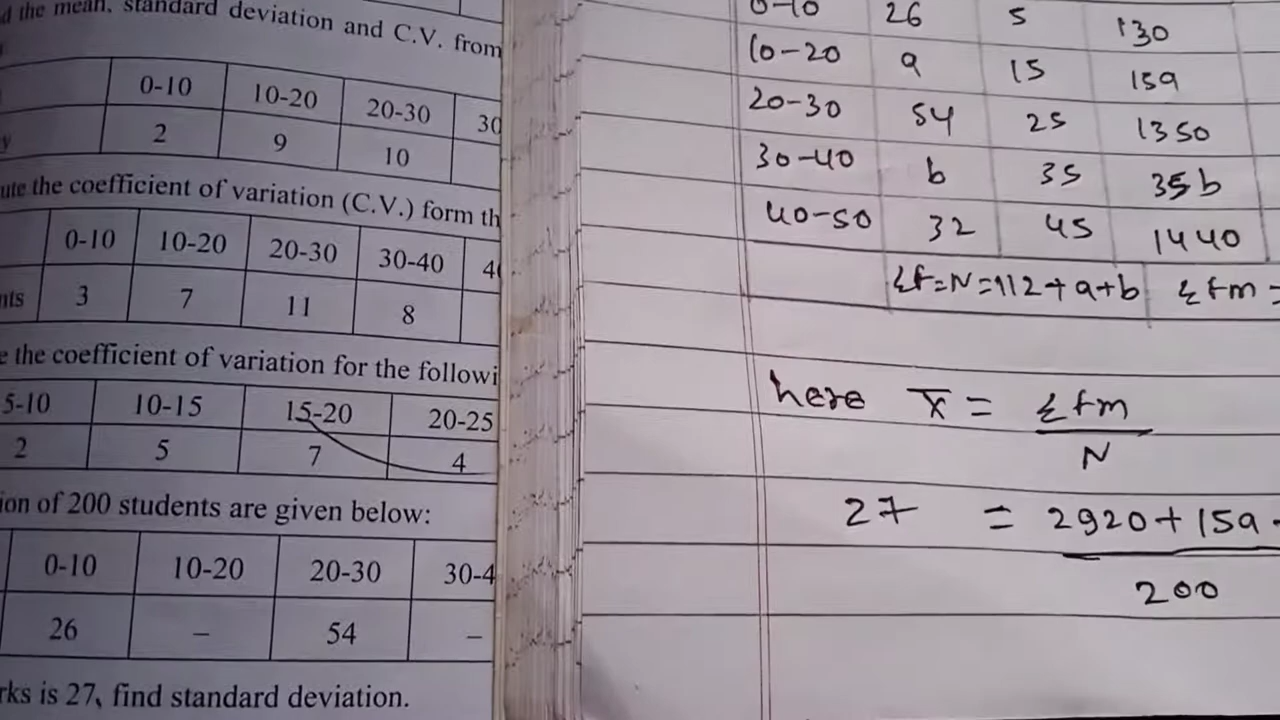 the mean, standard deviation and C.V. from
0-10 10-20 20-30 30
y 2 9 10
ute the coefficient of variation (C.V.) form th
0-10 10-20 20-30 30-40 4
nts 3 7 11 8
e the coefficient of variation for the followi
5-10 10-15 15-20 20-25
2 5 7 4
ion of 200 students are given below:
0-10 10-20 20-30 30-4
26 – 54 –
rks is 27, find standard deviation.
0-10 26 5 130
10-20 a 15 15a
20-30 54 25 1350
30-40 b 35 35b
40-50 32 45 1440
Σf=N=112+a+b Σfm=
here X̄ = Σfm
N
27 = 2920+15a
200